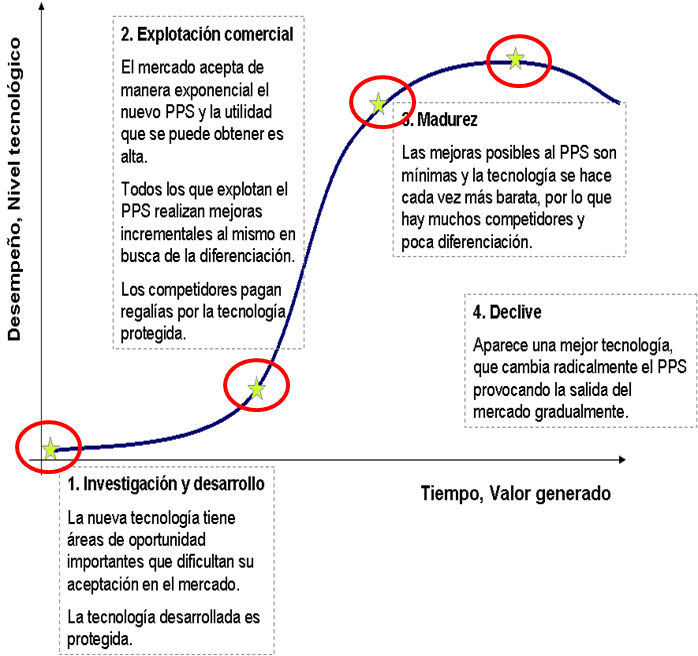 Desempeño, Nivel tecnológico
2. Explotación comercial
El mercado acepta de
manera exponencial el
nuevo PPS y la utilidad
que se puede obtener es
alta.
Todos los que explotan el
PPS realizan mejoras
incrementales al mismo en
busca de la diferenciación.
Los competidores pagan
regalías por la tecnología
protegida.
3. Madurez
Las mejoras posibles al PPS son
mínimas y la tecnología se hace
cada vez más barata, por lo que
hay muchos competidores y
poca diferenciación.
4. Declive
Aparece una mejor tecnología,
que cambia radicalmente el PPS
provocando la salida del
mercado gradualmente.
Tiempo, Valor generado
1. Investigación y desarrollo
La nueva tecnología tiene
áreas de oportunidad
importantes que dificultan su
aceptación en el mercado.
La tecnología desarrollada es
protegida.